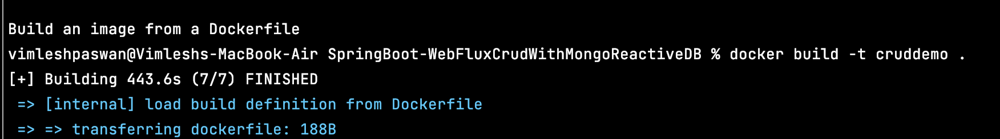 Build an image from a Dockerfile
vimleshpaswan@Vimleshs-MacBook-Air SpringBoot-WebFluxCrudWithMongoReactiveDB % docker build -t cruddemo .
[+] Building 443.6s (7/7) FINISHED
=> [internal] load build definition from Dockerfile
=> => transferring dockerfile: 188B